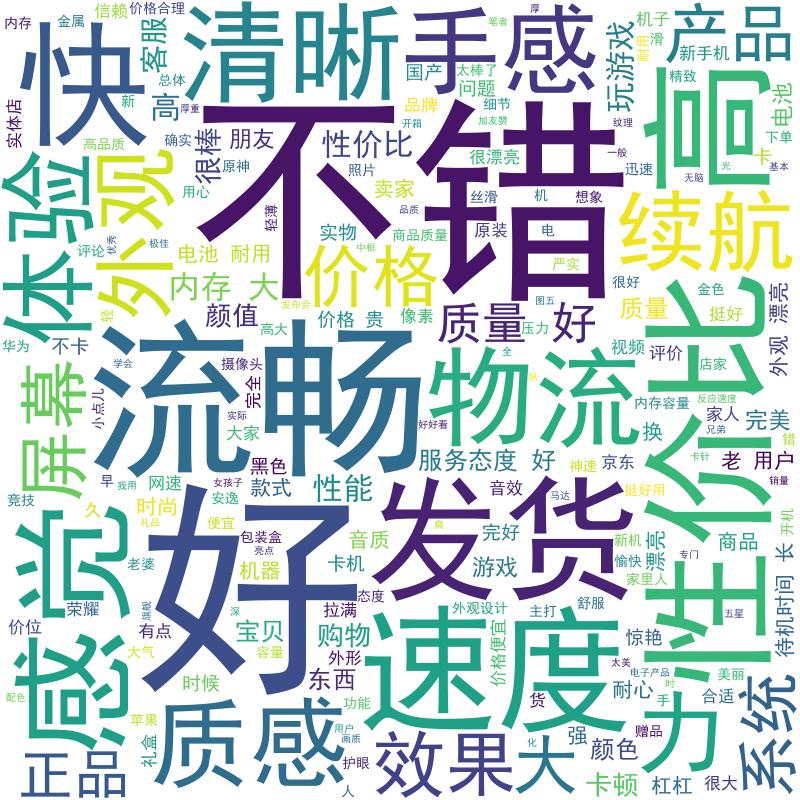 不错
好
流畅
发货
速度
快
清晰
手感
产品
高
续航
性价比
物流
体验
外观
屏幕
感觉
质感
效果
正品
系统
力
大
价格
质量 好
内存 大
客服
高
很棒
朋友
性价比
国产
太棒了
问题
品牌
细节
玩游戏
机子
滑
耐用
新手机
精致
电池
下单
卡
纹理
一般
迅速
光
无脑
基本
内存
金属
信赖
价格合理
总体
新
厚重
实体店
高品质
确实
原神
用心
开箱
加友赞
笔者
厚
照片
很漂亮
卖家
丝滑
机
想象
品质
轻薄
实物
商品质量
原装
电
严实
中框
评论
优秀
极佳
电池 耐用
轻
发布会
颜值
高大
价格 贵
像素
图五
压力
很好
质量
金色
挺好
漂亮
外观
视频
评价
店家
华为
不卡
学会
小点儿
摄像头
完全
实际
大家
好好看
全
纵
反应速度
内存容量
家人
兄弟
完美
换
错
服务态度 好
神速
京东
卡针
老 用户
销量
黑色
款式
性能
音效
马达
挺好用
爽
早
我用
网速
女孩子
安逸
竞技
久
时尚
礼品
便宜
包装盒
亮点
音质
完好
新机
漂亮
商品
开机
长
待机时间
愉快
家里人
专门
老婆
机器
卡机
游戏
荣耀
旗舰
深
拉满
态度
外观设计
主打
舒服
五星
价位
有点
宝贝
购物
价格便宜
惊艳
大气
容量
外形
太美
电子产品
美丽
时候
东西
功能
货
耐心
时
手
合适
配色
苹果
礼盒
用户
画质
护眼
人
化
强
颜色
赠品
卡顿
杠杠
很大